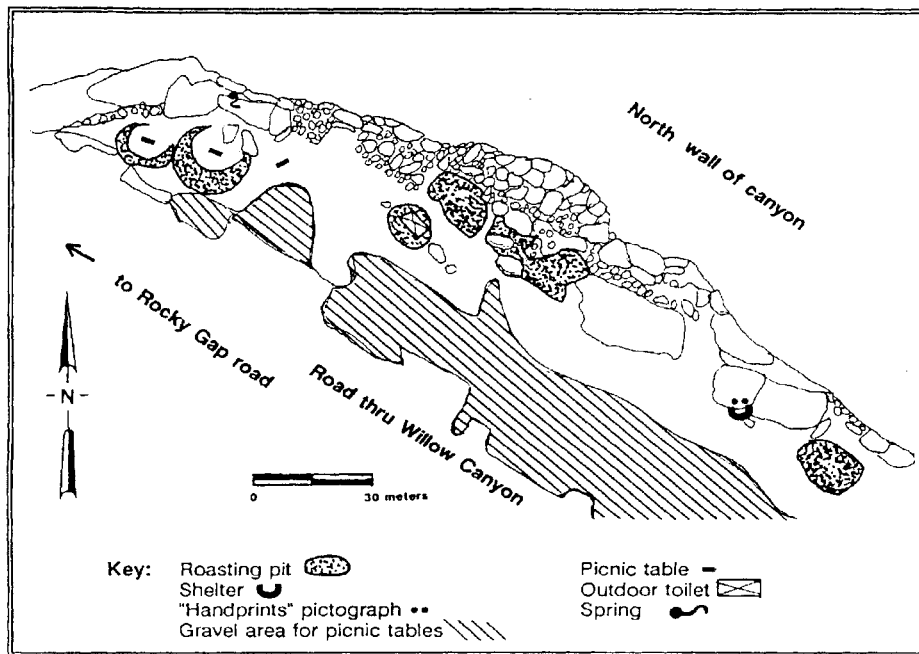 North wall of canyon
to Rocky Gap road
Road thru Willow Canyon
-N-
0 30 meters
Key:
Roasting pit
Shelter
"Handprints" pictograph
Gravel area for picnic tables
Picnic table
Outdoor toilet
Spring